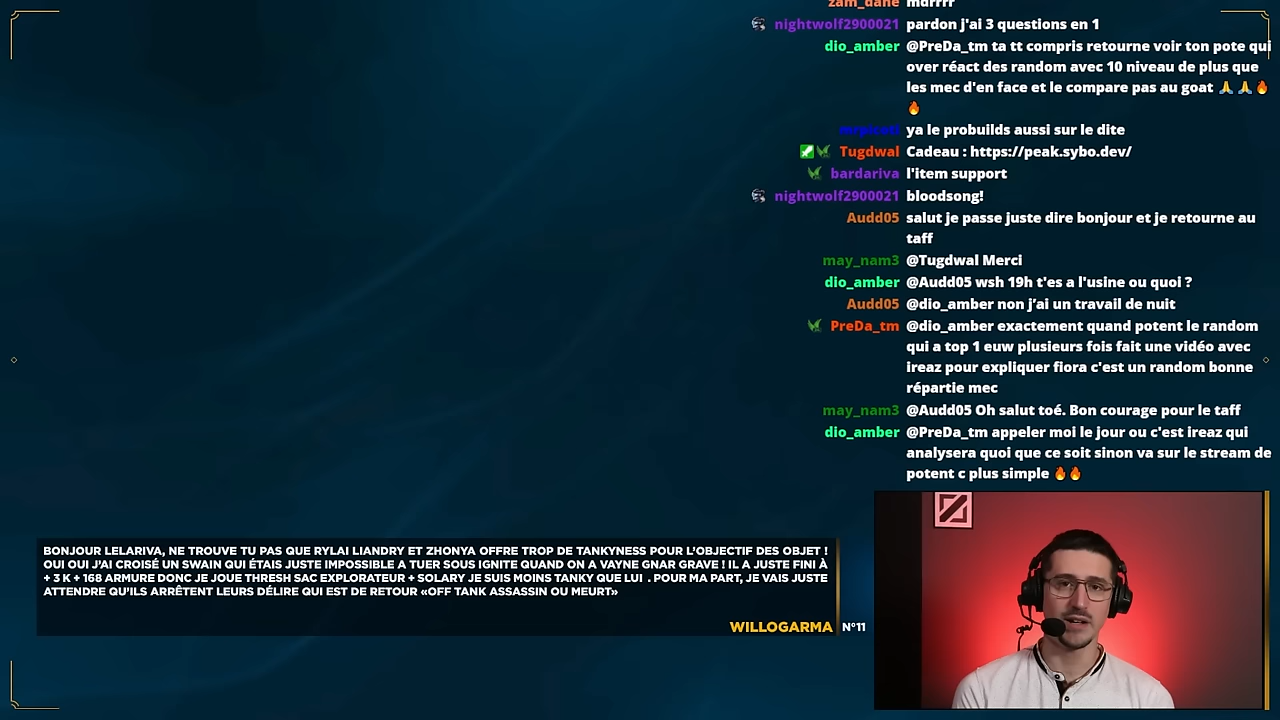 zam_dane mdrrrr
nightwolf2900021 pardon j'ai 3 questions en 1
dio_amber @PreDa_tm ta tt compris retourne voir ton pote qui
over réact des random avec 10 niveau de plus que
les mec d'en face et le compare pas au goat 🙏 🙏 🔥
🔥
ya le probuilds aussi sur le dite
Tugdwal Cadeau : https://peak.sybo.dev/
bardariva l'item support
nightwolf2900021 bloodsong!
Audd05 salut je passe juste dire bonjour et je retourne au
taff
may_nam3 @Tugdwal Merci
dio_amber @Audd05 wsh 19h t'es a l'usine ou quoi ?
Audd05 @dio_amber non j'ai un travail de nuit
PreDa_tm @dio_amber exactement quand potent le random
qui a top 1 euw plusieurs fois fait une vidéo avec
ireaz pour expliquer fiora c'est un random bonne
répartie mec
may_nam3 @Audd05 Oh salut toé. Bon courage pour le taff
dio_amber @PreDa_tm appeler moi le jour ou c'est ireaz qui
analysera quoi que ce soit sinon va sur le stream de
potent c plus simple 🔥🔥
BONJOUR LELARIVA, NE TROUVE TU PAS QUE RYLAI LIANDRY ET ZHONYA OFFRE TROP DE TANKYNESS POUR L'OBJECTIF DES OBJET !
OUI OUI J'AI CROISÉ UN SWAIN QUI ÉTAIS JUSTE IMPOSSIBLE A TUER SOUS IGNITE QUAND ON A VAYNE GNAR GRAVE ! IL A JUSTE FINI À
+ 3 K + 168 ARMURE DONC JE JOUE THRESH SAC EXPLORATEUR + SOLARY JE SUIS MOINS TANKY QUE LUI . POUR MA PART, JE VAIS JUSTE
ATTENDRE QU'ILS ARRÊTENT LEURS DÉLIRE QUI EST DE RETOUR «OFF TANK ASSASSIN OU MEURT»
WILLOGARMA N°11